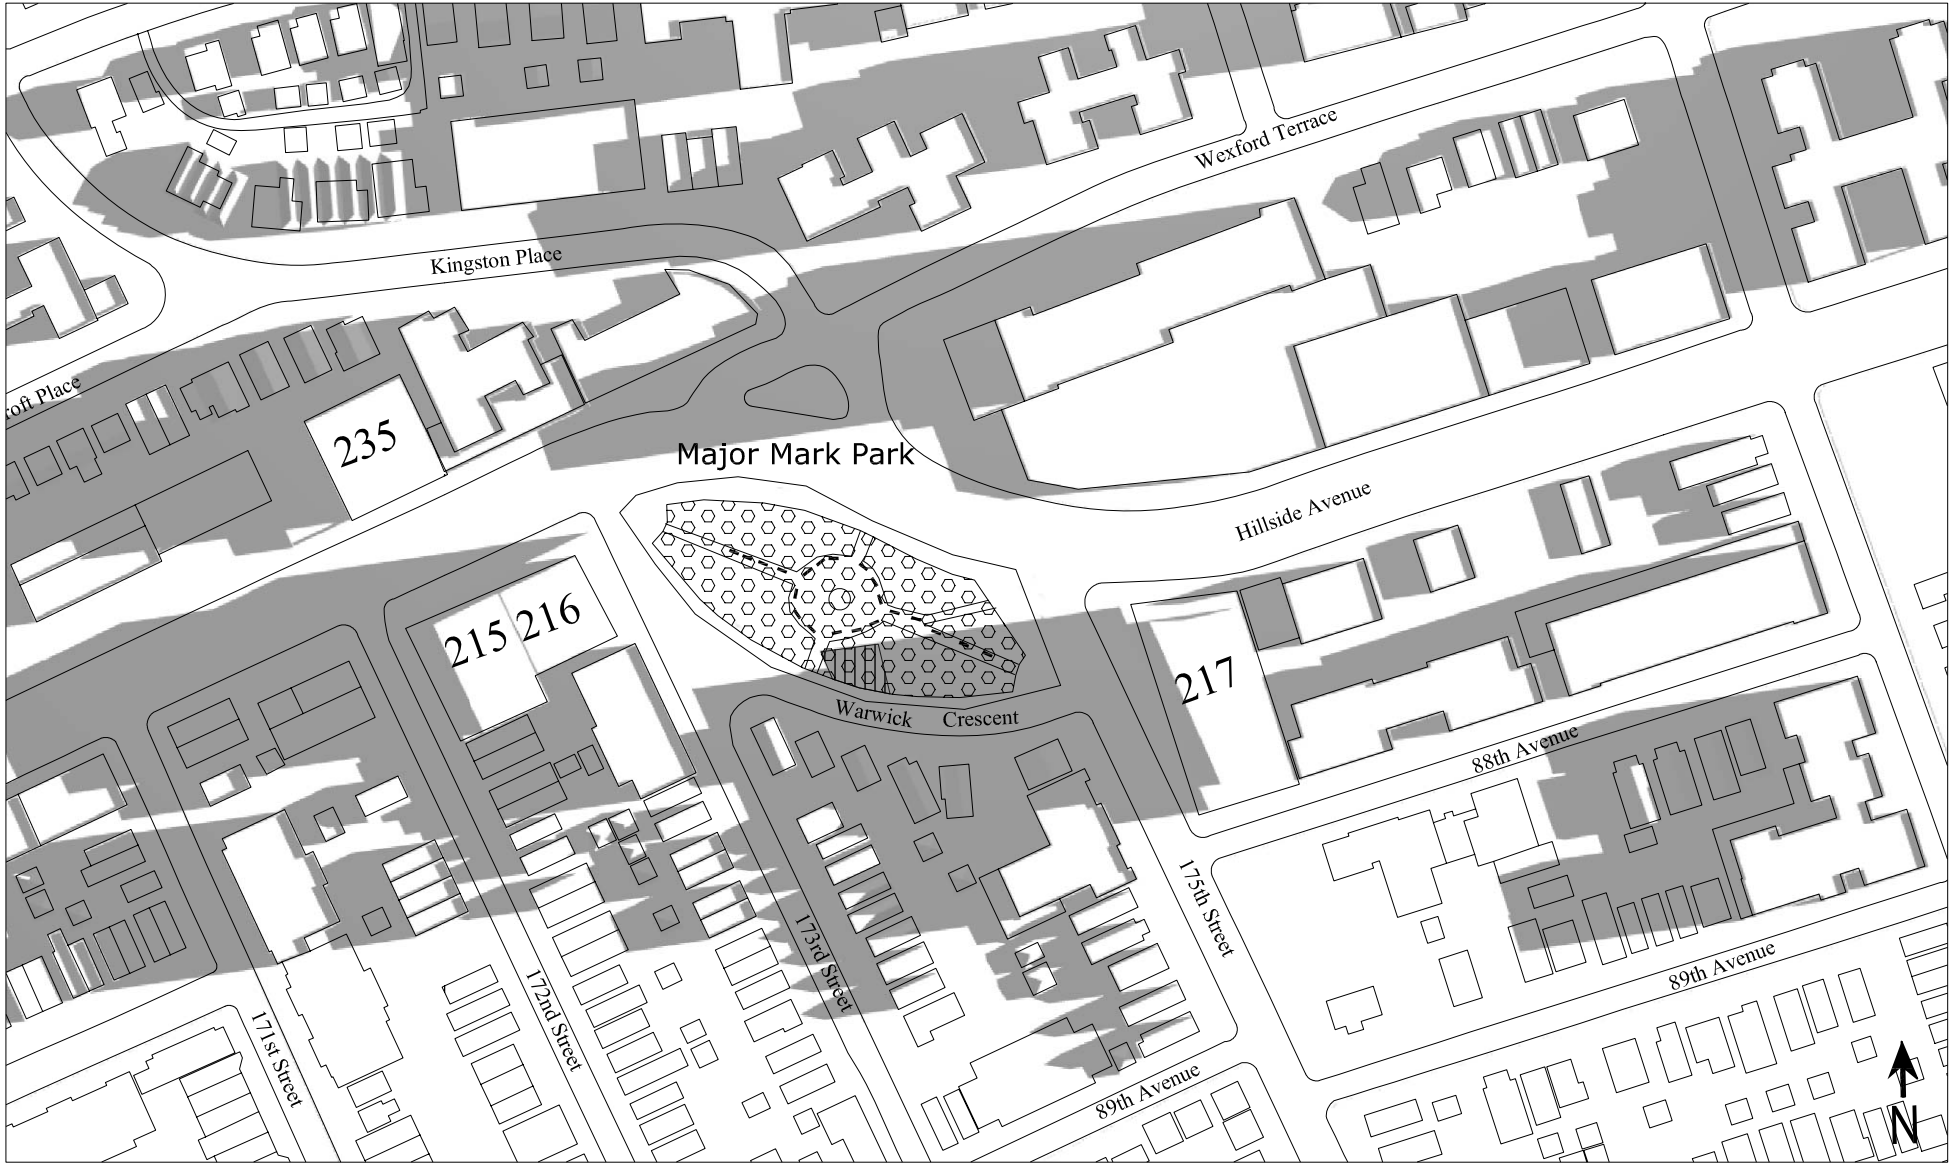 Wexford Terrace
Kingston Place
roft Place
235
Major Mark Park
Hillside Avenue
215
216
217
Warwick Crescent
88th Avenue
175th Street
173rd Street
89th Avenue
172nd Street
171st Street
89th Avenue
N